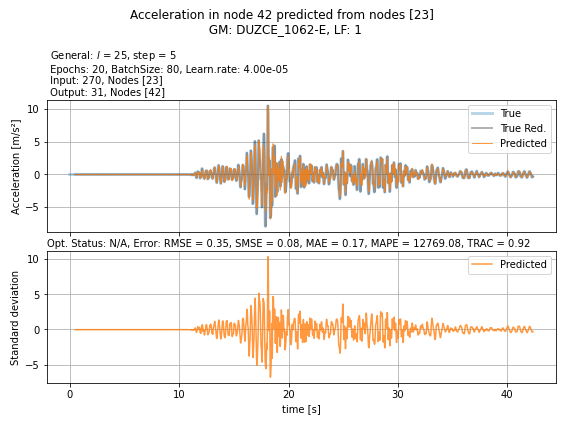 Acceleration in node 42 predicted from nodes [23]
GM: DUZCE_1062-E, LF: 1
General: l = 25, step = 5
Epochs: 20, BatchSize: 80, Learn.rate: 4.00e-05
Input: 270, Nodes [23]
Output: 31, Nodes [42]
Acceleration [m/s²]
10
5
0
−5
True
True Red.
Predicted
Opt. Status: N/A, Error: RMSE = 0.35, SMSE = 0.08, MAE = 0.17, MAPE = 12769.08, TRAC = 0.92
Standard deviation
10
5
0
−5
Predicted
0 10 20 30 40
time [s]